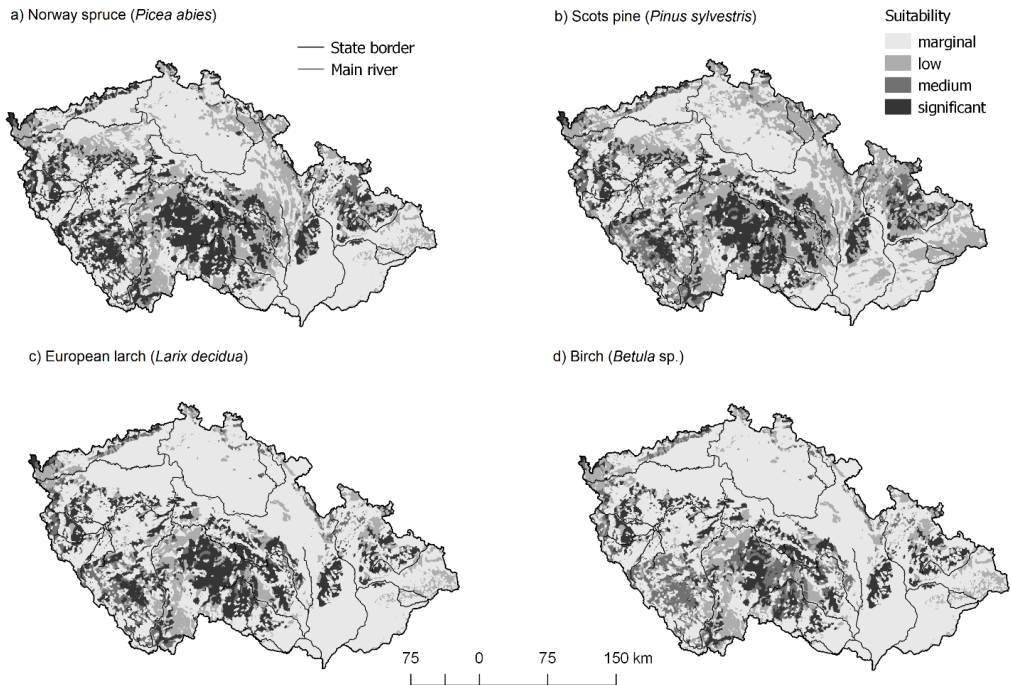 a) Norway spruce (Picea abies)
b) Scots pine (Pinus sylvestris)
Suitability
marginal
low
medium
significant
State border
Main river
c) European larch (Larix decidua)
d) Birch (Betula sp.)
75 0 75 150 km